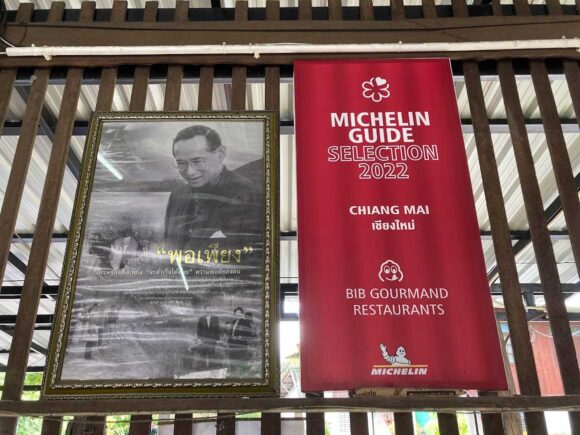 “พอเพียง”
MICHELIN
GUIDE
SELECTION
2022
CHIANG MAI
เชียงใหม่
BIB GOURMAND
RESTAURANTS
MICHELIN